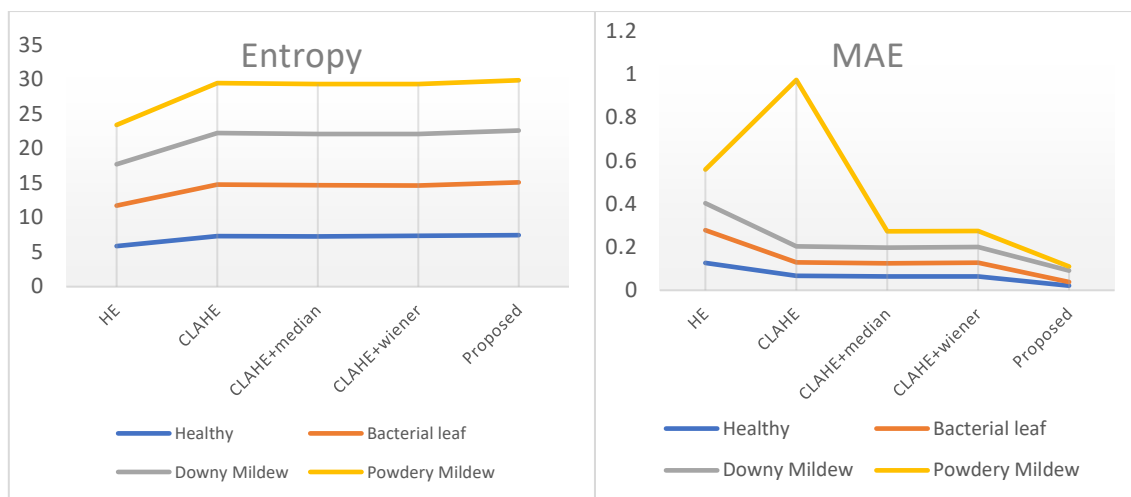 Entropy
35
30
25
20
15
10
5
0
HE
CLAHE
CLAHE+median
CLAHE+wiener
Proposed
Healthy
Bacterial leaf
Downy Mildew
Powdery Mildew
MAE
1.2
1
0.8
0.6
0.4
0.2
0
HE
CLAHE
CLAHE+median
CLAHE+wiener
Proposed
Healthy
Bacterial leaf
Downy Mildew
Powdery Mildew